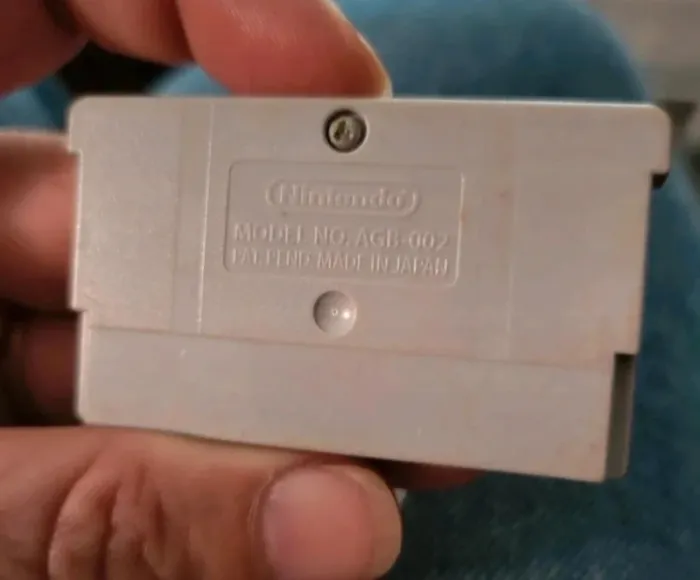 Nintendo
MODEL NO. AGB-002
PAT. PEND. MADE IN JAPAN